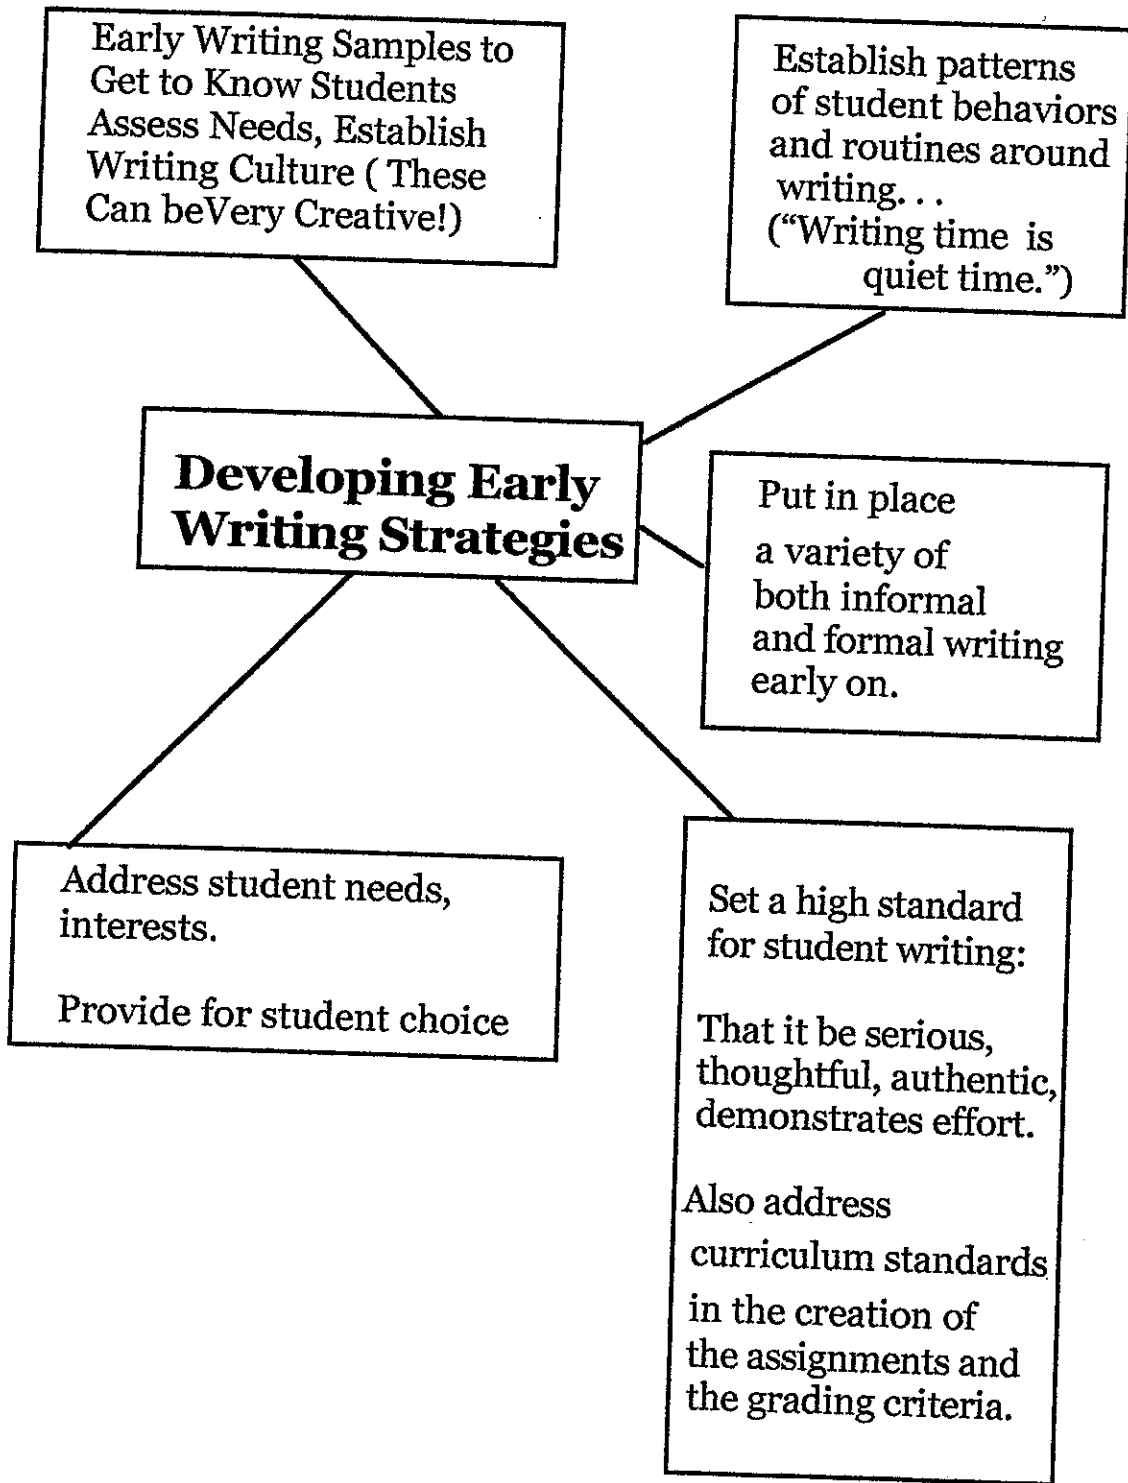 Early Writing Samples to
Get to Know Students
Assess Needs, Establish
Writing Culture ( These
Can beVery Creative!)
Establish patterns
of student behaviors
and routines around
writing. . .
(“Writing time is
quiet time.”)
Developing Early
Writing Strategies
Put in place
a variety of
both informal
and formal writing
early on.
Address student needs,
interests.
Provide for student choice
Set a high standard
for student writing:
That it be serious,
thoughtful, authentic,
demonstrates effort.
Also address
curriculum standards
in the creation of
the assignments and
the grading criteria.